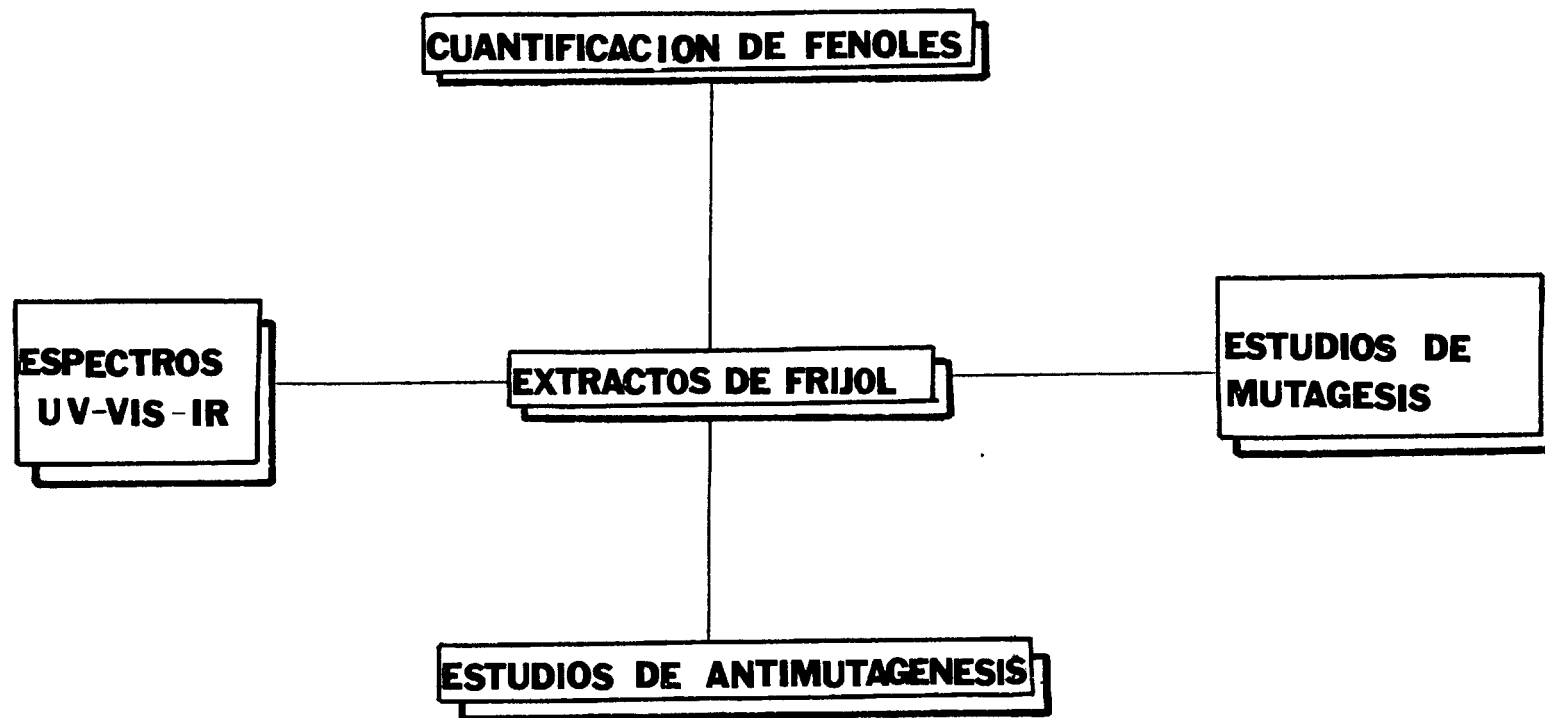 CUANTIFICACION DE FENOLES
ESPECTROS
UV-VIS-IR
EXTRACTOS DE FRIJOL
ESTUDIOS DE
MUTAGESIS
ESTUDIOS DE ANTIMUTAGENESIS